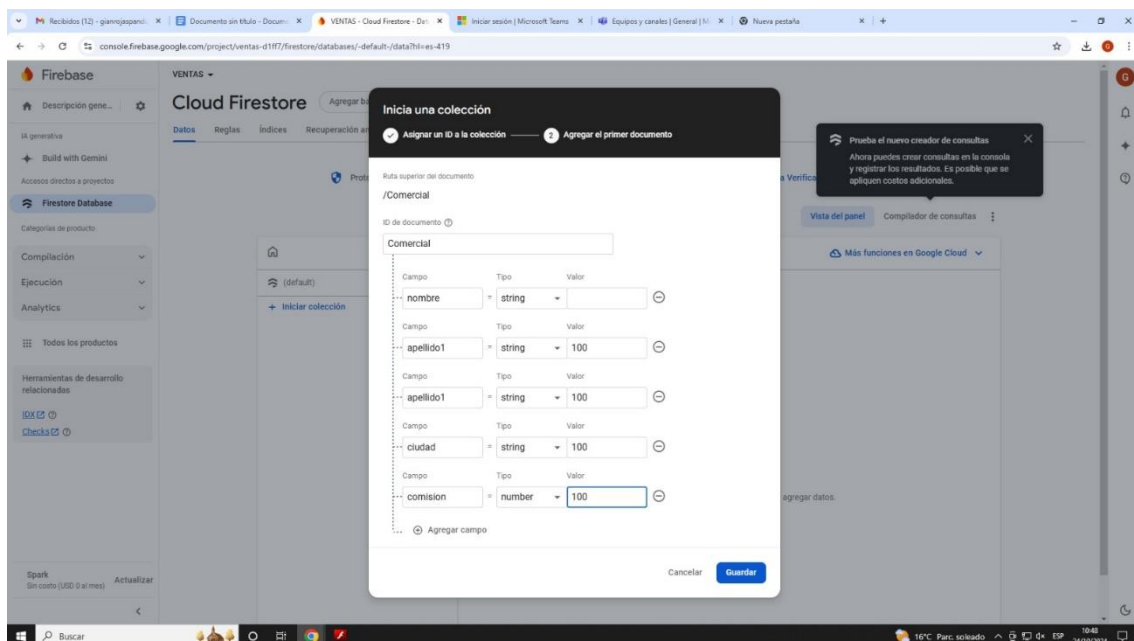 Recibidos (12) - gianrojaspand
Documento sin título - Docum
VENTAS - Cloud Firestore - Dat
Iniciar sesión | Microsoft Teams
Equipos y canales | General | M
Nueva pestaña
console.firebase.google.com/project/ventas-d1ff7/firestore/databases/-default-/data?hl=es-419
Firebase
VENTAS
G
Descripción gene...
Cloud Firestore
Agregar ba
Datos Reglas Índices Recuperación an
IA generativa
Build with Gemini
Accesos directos a proyectos
Firestore Database
Categorías de producto
Compilación
Ejecución
Analytics
Todos los productos
Herramientas de desarrollo
relacionadas
IDX
Checks
Spark
Sin costo (USD 0 al mes)
Actualizar
Prote
(default)
+ Iniciar colección
Inicia una colección
Asignar un ID a la colección
2 Agregar el primer documento
Ruta superior del documento
/Comercial
ID de documento
Comercial
Campo Tipo Valor
nombre = string
Campo Tipo Valor
apellido1 = string 100
Campo Tipo Valor
apellido1 = string 100
Campo Tipo Valor
ciudad = string 100
Campo Tipo Valor
comision = number 100
Agregar campo
Cancelar Guardar
Prueba el nuevo creador de consultas
Ahora puedes crear consultas en la consola
y registrar los resultados. Es posible que se
apliquen costos adicionales.
a Verifica
Vista del panel Compilador de consultas
Más funciones en Google Cloud
agregar datos.
Buscar
16°C Parc. soleado
ESP
10:43
24/10/2024